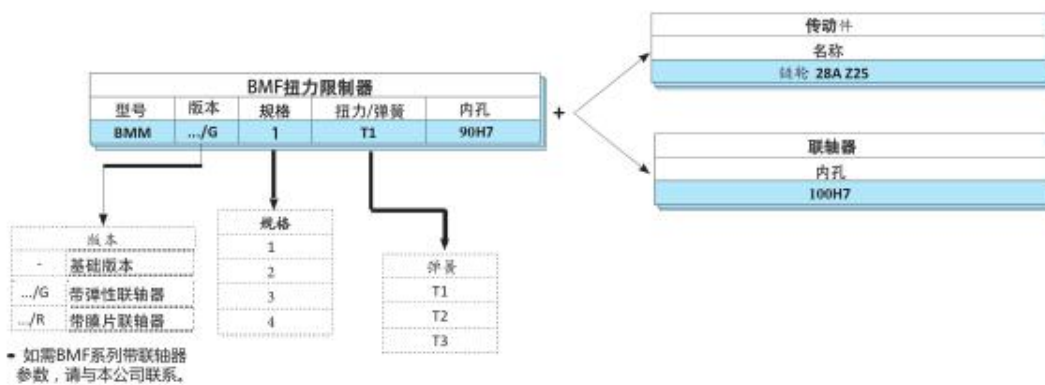 BMF扭力限制器
型号 版本 规格 扭力/弹簧 内孔
BMM .../G 1 T1 90H7
+
传动件
名称
链轮 28A Z25
联轴器
内孔
100H7
版本
- 基础版本
.../G 带弹性联轴器
.../R 带膜片联轴器
• 如需BMF系列带联轴器
参数，请与本公司联系。
规格
1
2
3
4
弹簧
T1
T2
T3